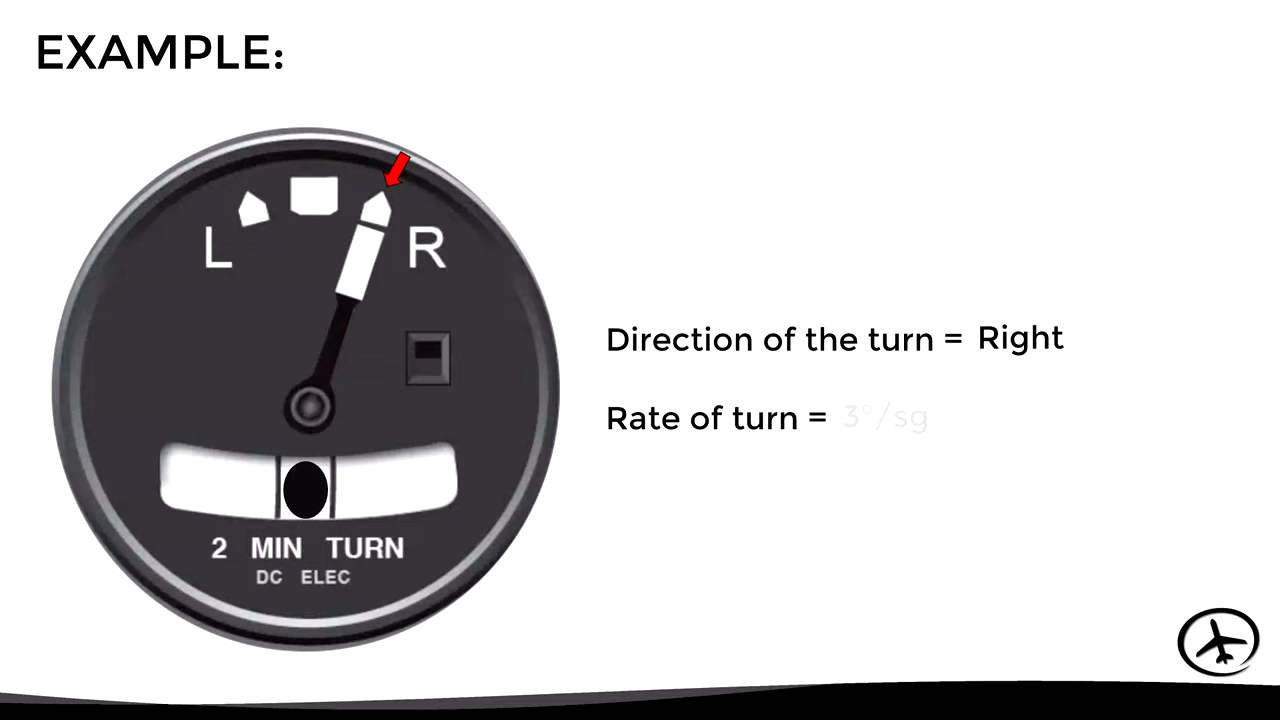 EXAMPLE:
L R
2 MIN TURN
DC ELEC
Direction of the turn = Right
Rate of turn = 3°/sg